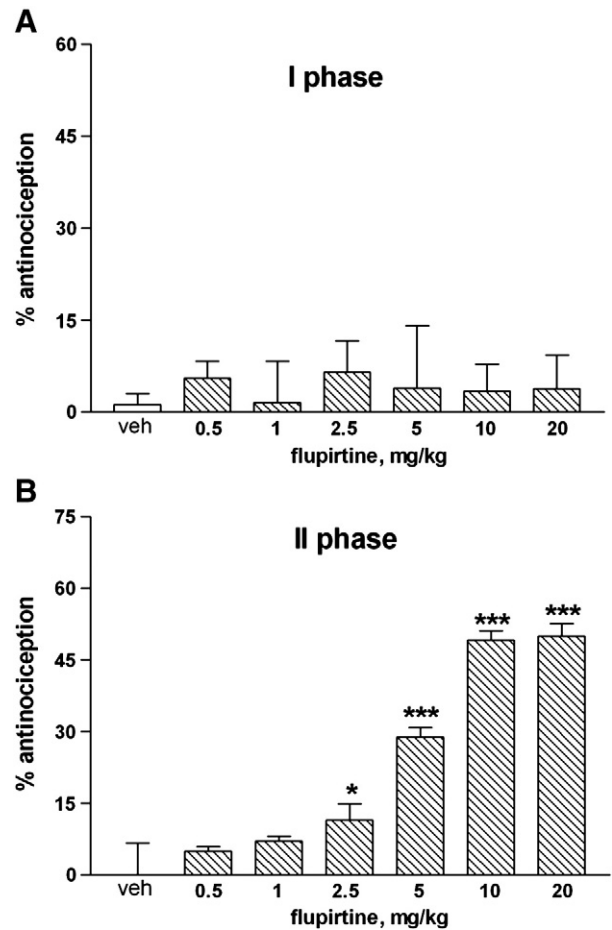 A
60
I phase
45
30
15
0
% antinociception
veh 0.5 1 2.5 5 10 20
flupirtine, mg/kg
B
75
II phase
60
*** ***
45
***
30
*
15
0
% antinociception
veh 0.5 1 2.5 5 10 20
flupirtine, mg/kg